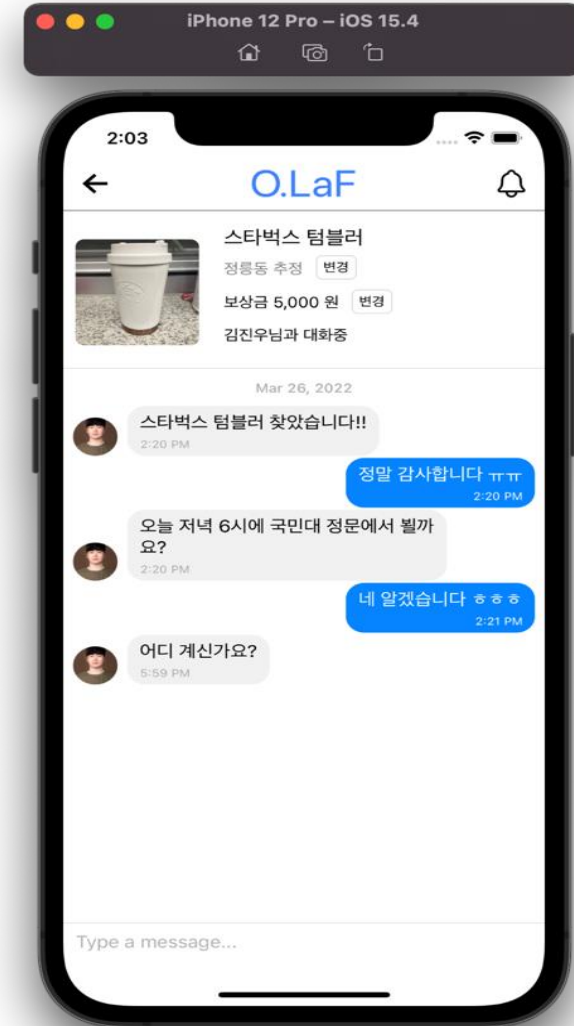 iPhone 12 Pro – iOS 15.4
2:03
O.LaF
스타벅스 텀블러
정릉동 추정 변경
보상금 5,000 원 변경
김진우님과 대화중
Mar 26, 2022
스타벅스 텀블러 찾았습니다!!
2:20 PM
정말 감사합니다 ㅠㅠ
2:20 PM
오늘 저녁 6시에 국민대 정문에서 뵐까
요?
2:20 PM
네 알겠습니다 ㅎㅎㅎ
2:21 PM
어디 계신가요?
5:59 PM
Type a message...